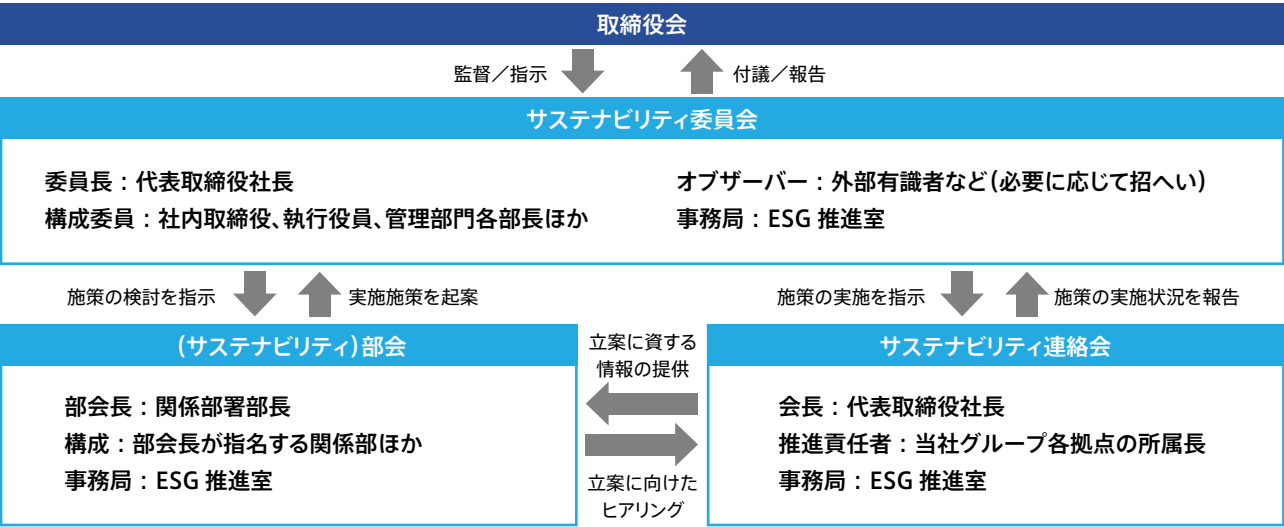 取締役会
監督／指示
付議／報告
サステナビリティ委員会
委員長：代表取締役社長
構成委員：社内取締役、執行役員、管理部門各部長ほか
オブザーバー：外部有識者など（必要に応じて招へい）
事務局：ESG 推進室
施策の検討を指示
実施施策を起案
施策の実施を指示
施策の実施状況を報告
（サステナビリティ）部会
部会長：関係部署部長
構成：部会長が指名する関係部ほか
事務局：ESG 推進室
立案に資する
情報の提供
立案に向けた
ヒアリング
サステナビリティ連絡会
会長：代表取締役社長
推進責任者：当社グループ各拠点の所属長
事務局：ESG 推進室